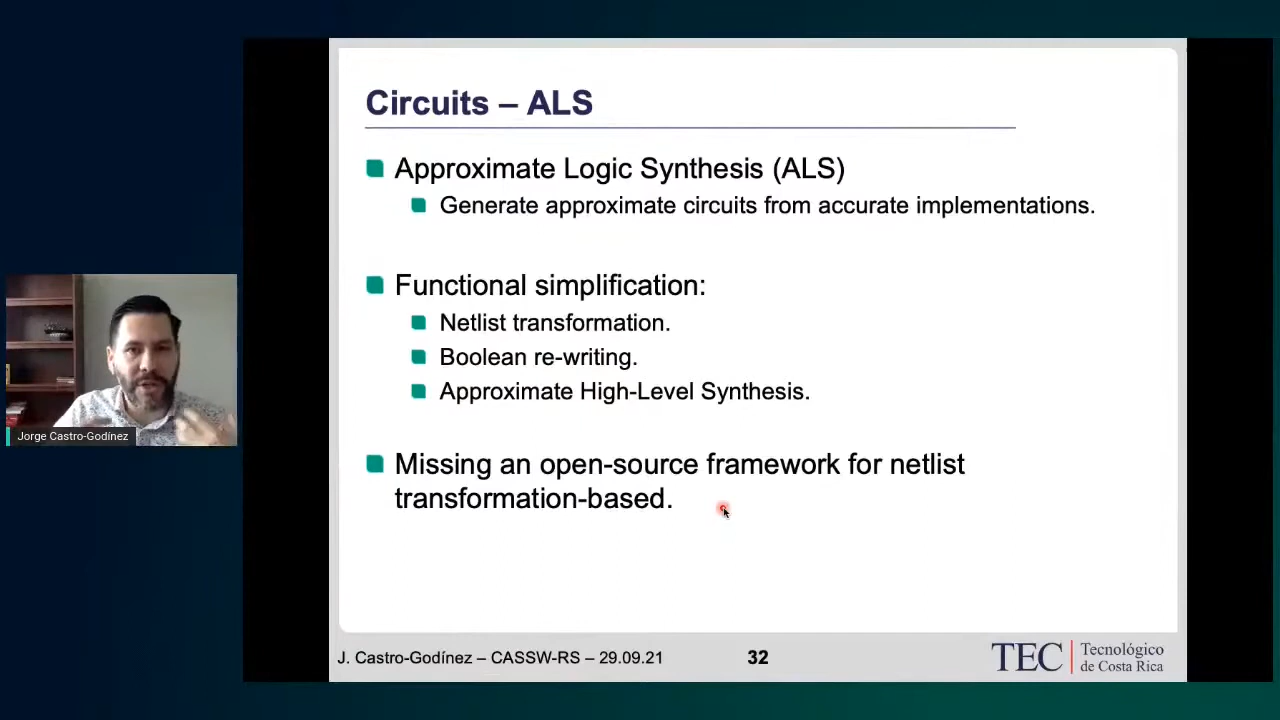 Circuits – ALS
Approximate Logic Synthesis (ALS)
Generate approximate circuits from accurate implementations.
Functional simplification:
Netlist transformation.
Boolean re-writing.
Approximate High-Level Synthesis.
Jorge Castro-Godínez
Missing an open-source framework for netlist
transformation-based.
J. Castro-Godínez – CASSW-RS – 29.09.21
32
TEC
Tecnológico
de Costa Rica